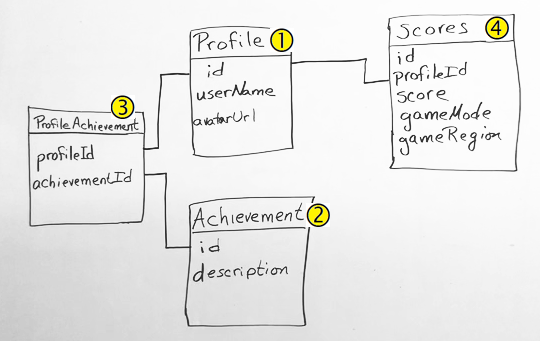 Profile 1
id
userName
avatarUrl
Scores 4
id
profileId
score
gameMode
gameRegion
ProfileAchievement 3
profileId
achievementId
Achievement 2
id
description